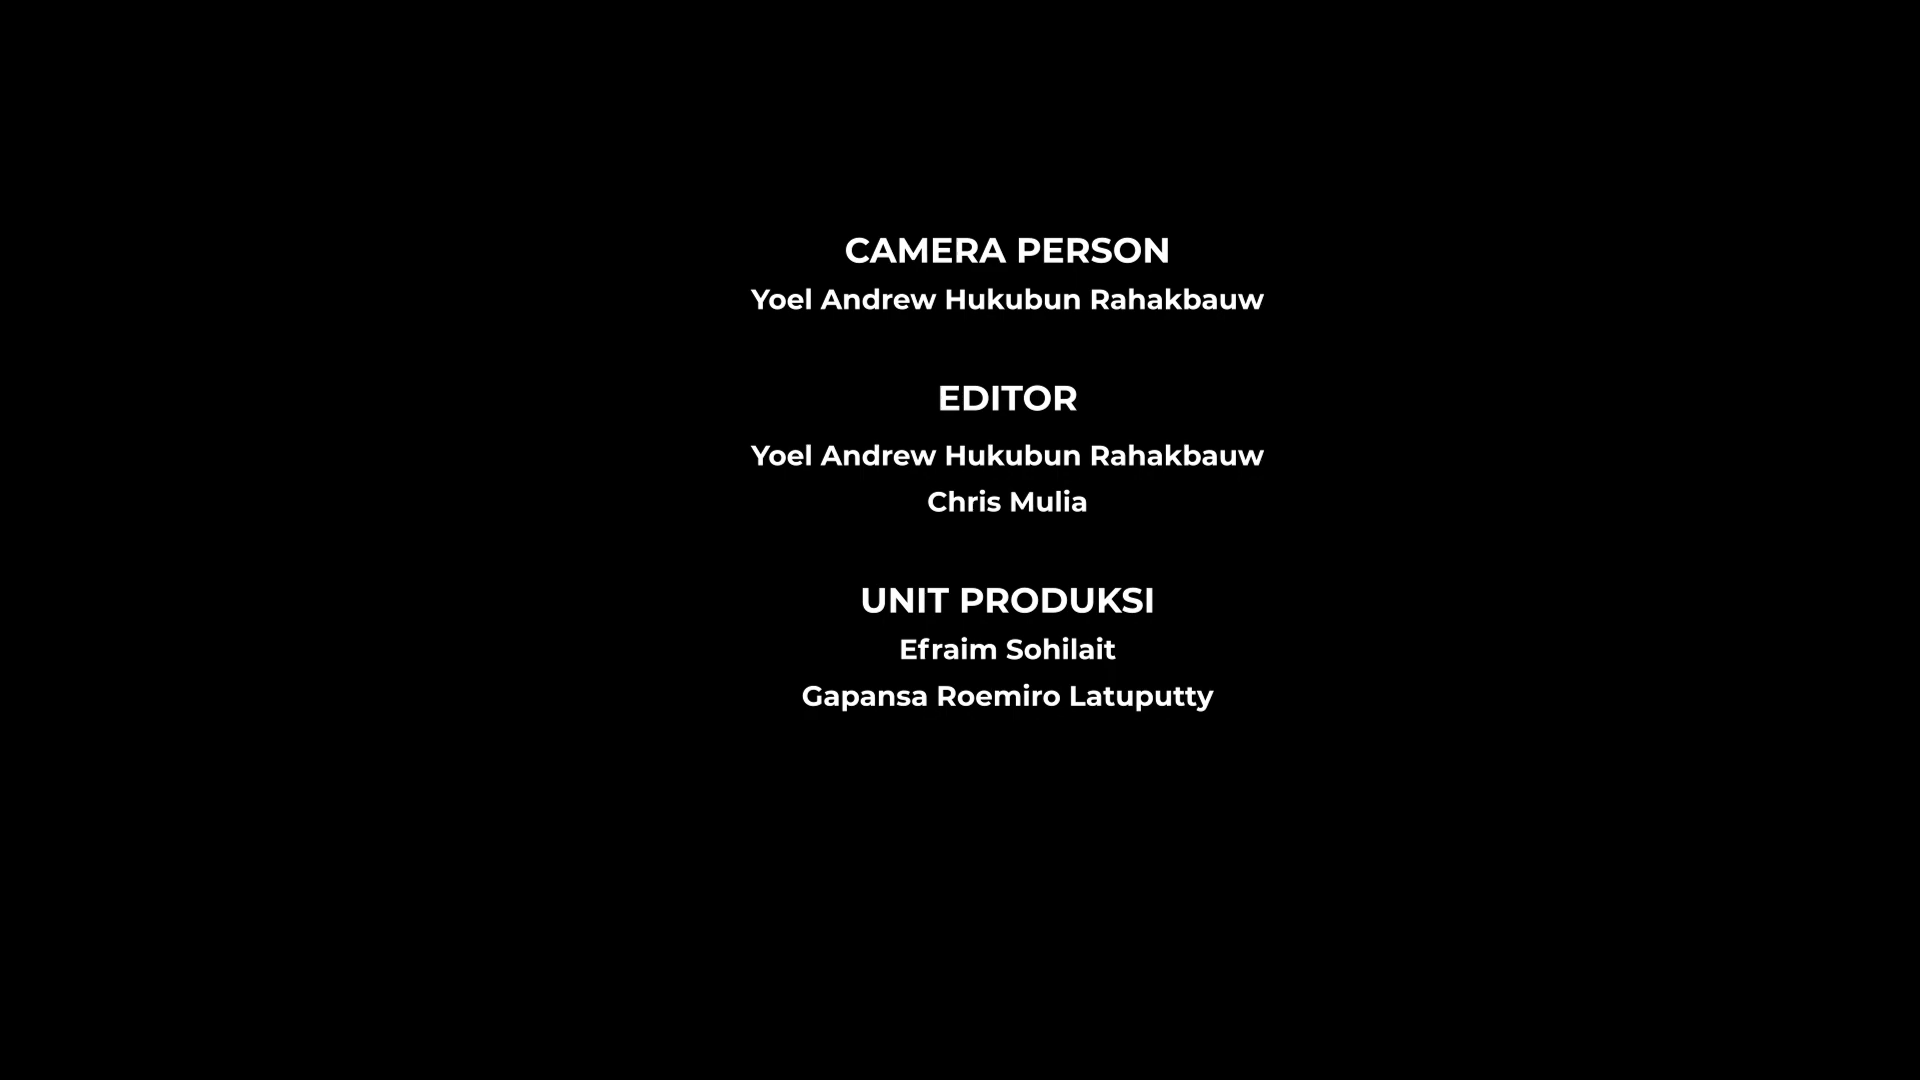 CAMERA PERSON
Yoel Andrew Hukubun Rahakbauw
EDITOR
Yoel Andrew Hukubun Rahakbauw
Chris Mulia
UNIT PRODUKSI
Efraim Sohilait
Gapansa Roemiro Latuputty